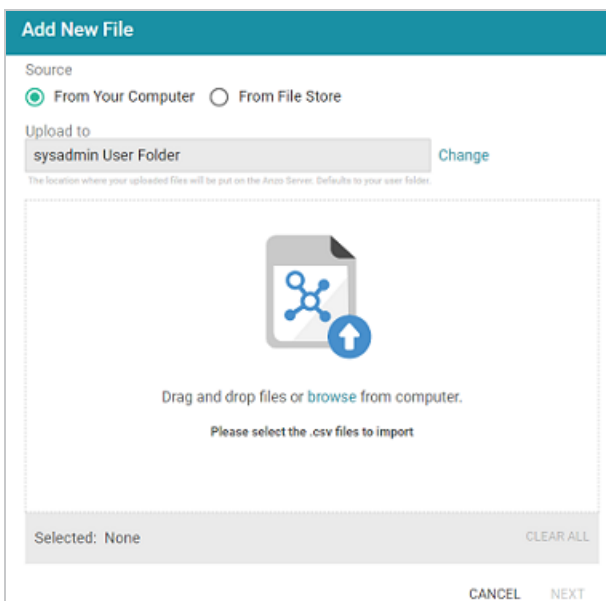 Add New File
Source
From Your Computer From File Store
Upload to
sysadmin User Folder Change
The location where your uploaded files will be put on the Anzo Server. Defaults to your user folder.
Drag and drop files or browse from computer.
Please select the .csv files to import
Selected: None CLEAR ALL
CANCEL NEXT